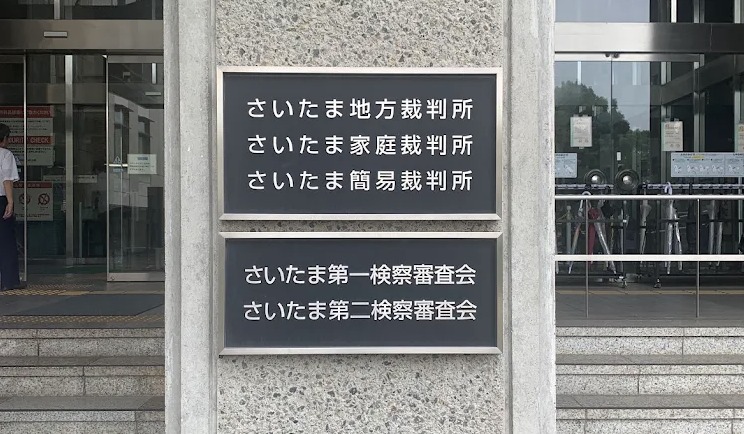 さいたま地方裁判所
さいたま家庭裁判所
さいたま簡易裁判所
さいたま第一検察審査会
さいたま第二検察審査会
SECURITY CHECK